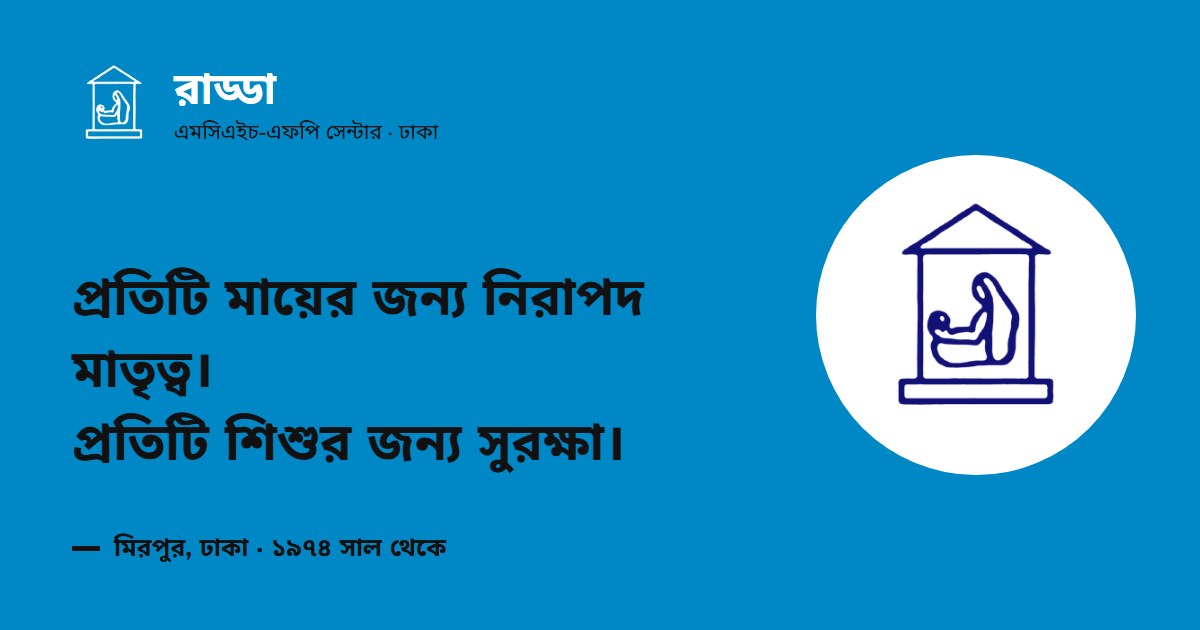 রাড্ডা
এমসিএইচ-এফপি সেন্টার · ঢাকা
প্রতিটি মায়ের জন্য নিরাপদ
মাতৃত্ব।
প্রতিটি শিশুর জন্য সুরক্ষা।
— মিরপুর, ঢাকা · ১৯৭৪ সাল থেকে